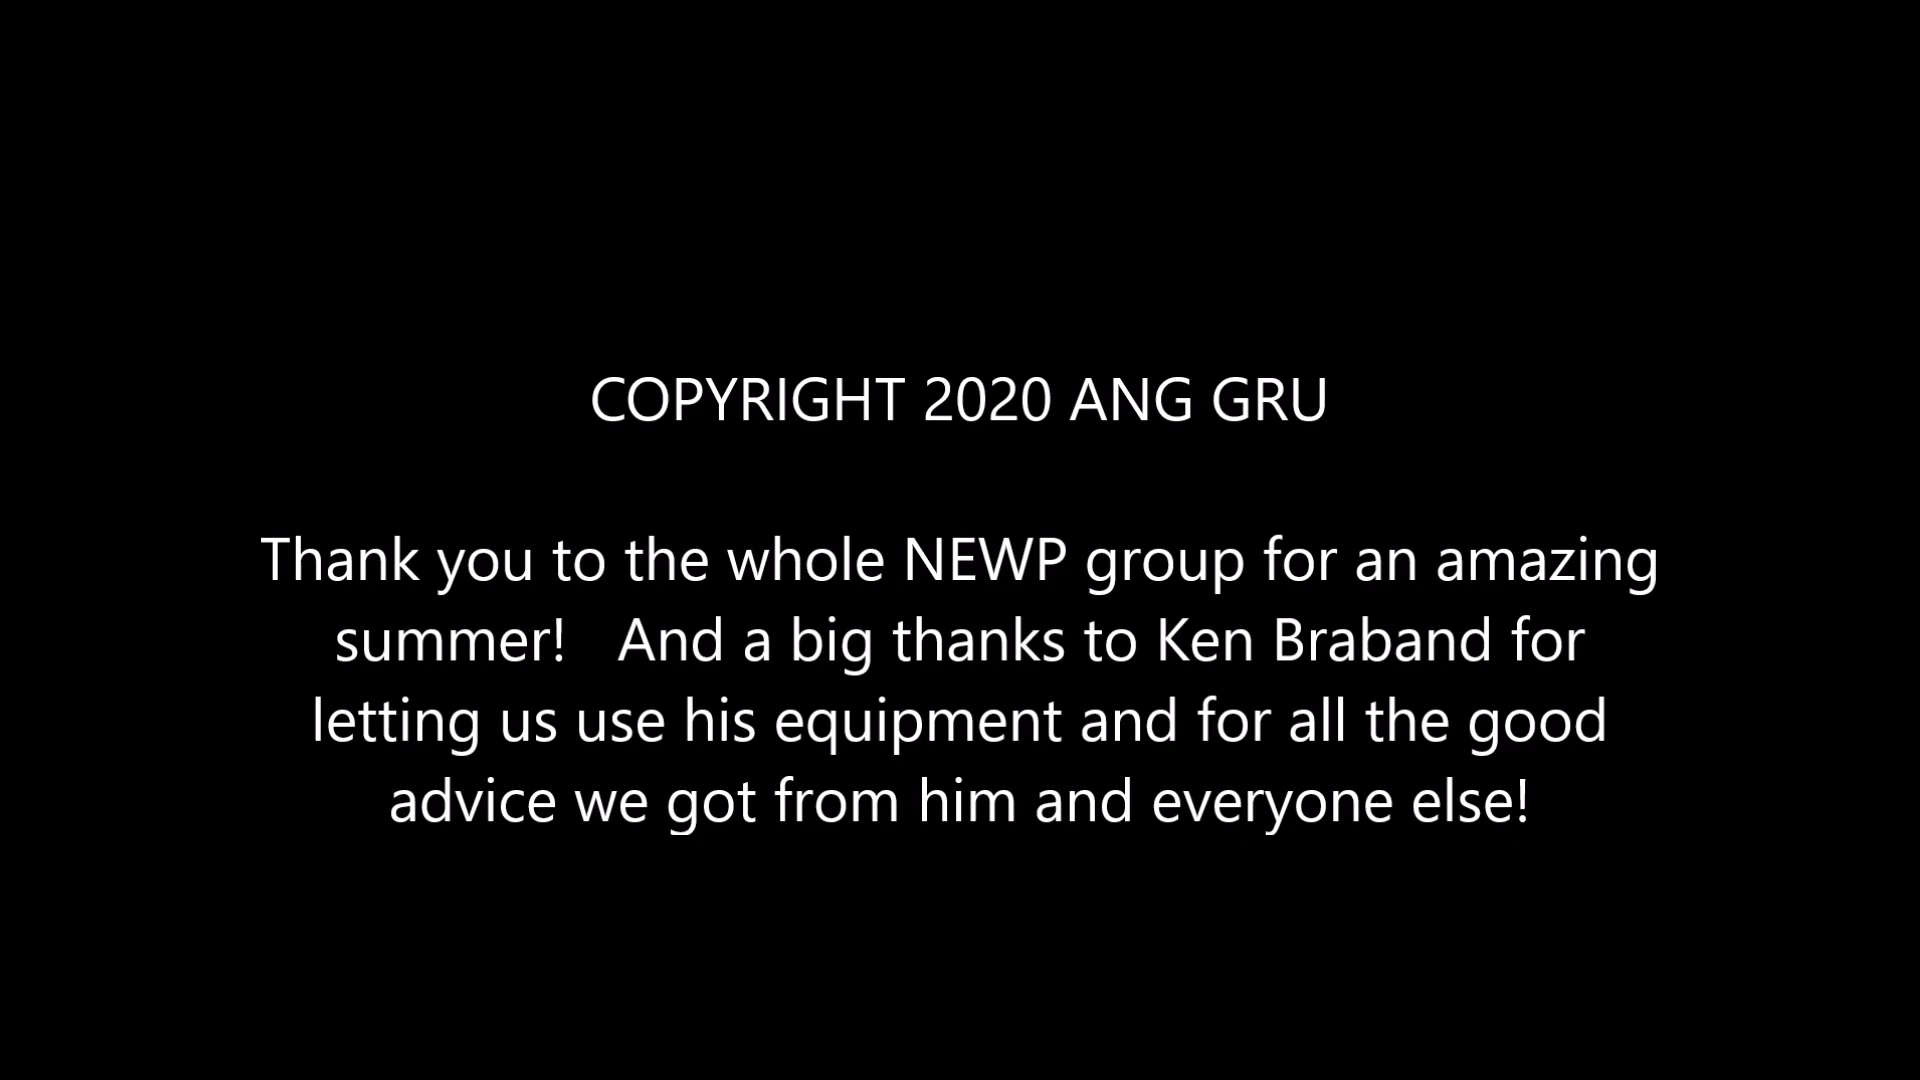 COPYRIGHT 2020 ANG GRU
Thank you to the whole NEWP group for an amazing
summer!   And a big thanks to Ken Braband for
letting us use his equipment and for all the good
advice we got from him and everyone else!